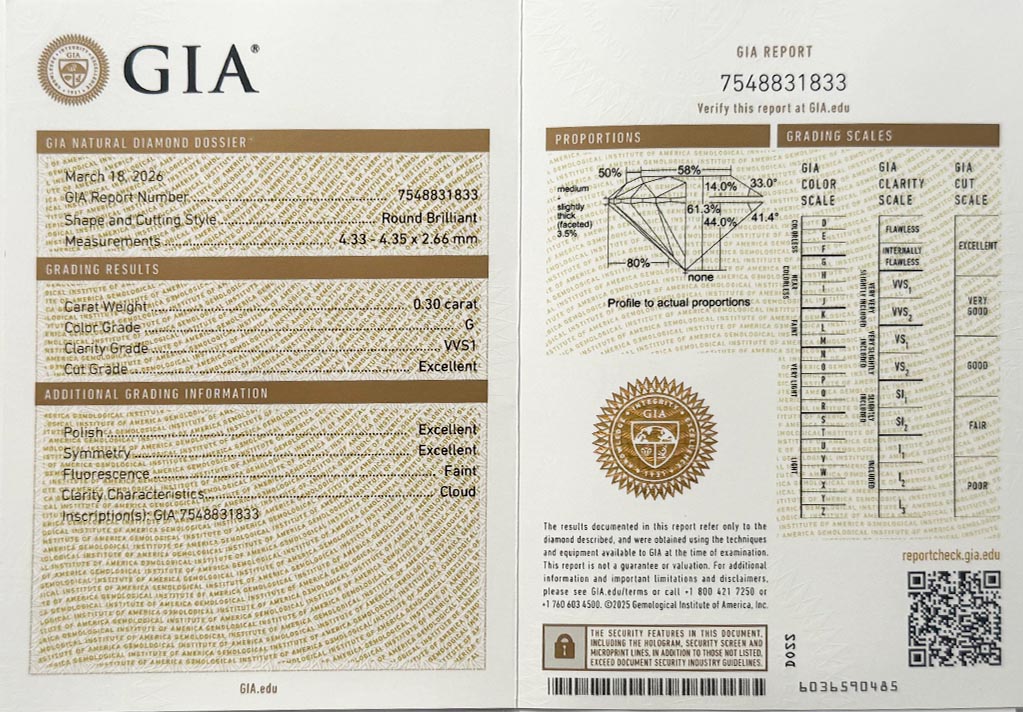 GIA®
GIA NATURAL DIAMOND DOSSIER®
March 18, 2026
GIA Report Number 7548831833
Shape and Cutting Style Round Brilliant
Measurements 4.33 - 4.35 x 2.66 mm
GRADING RESULTS
Carat Weight 0.30 carat
Color Grade G
Clarity Grade VVS1
Cut Grade Excellent
ADDITIONAL GRADING INFORMATION
Polish Excellent
Symmetry Excellent
Fluorescence Faint
Clarity Characteristics Cloud
Inscription(s): GIA 7548831833
GIA.edu
GIA REPORT
7548831833
Verify this report at GIA.edu
PROPORTIONS
50%
58%
medium
-
slightly
thick
(faceted)
3.5%
14.0%
33.0°
61.3%
44.0%
41.4°
80%
none
Profile to actual proportions
INTEGRITY
GIA
1931
The results documented in this report refer only to the
diamond described, and were obtained using the techniques
and equipment available to GIA at the time of examination.
This report is not a guarantee or valuation. For additional
information and important limitations and disclaimers,
please see GIA.edu/terms or call +1 800 421 7250 or
+1 760 603 4500. ©2025 Gemological Institute of America, Inc.
THE SECURITY FEATURES IN THIS DOCUMENT,
INCLUDING THE HOLOGRAM, SECURITY SCREEN AND
MICROPRINT LINES, IN ADDITION TO THOSE NOT LISTED,
EXCEED DOCUMENT SECURITY INDUSTRY GUIDELINES.
GRADING SCALES
GIA
COLOR
SCALE
COLORLESS
D
E
F
NEAR COLORLESS
G
H
I
J
FAINT
K
L
M
VERY LIGHT
N
O
P
Q
R
LIGHT
S
T
U
V
W
X
Y
Z
GIA
CLARITY
SCALE
FLAWLESS
INTERNALLY
FLAWLESS
VERY VERY
SLIGHTLY INCLUDED
VVS1
VVS2
VERY SLIGHTLY
INCLUDED
VS1
VS2
SLIGHTLY
INCLUDED
SI1
SI2
INCLUDED
I1
I2
I3
GIA
CUT
SCALE
EXCELLENT
VERY
GOOD
GOOD
FAIR
POOR
reportcheck.gia.edu
D022
6036590485